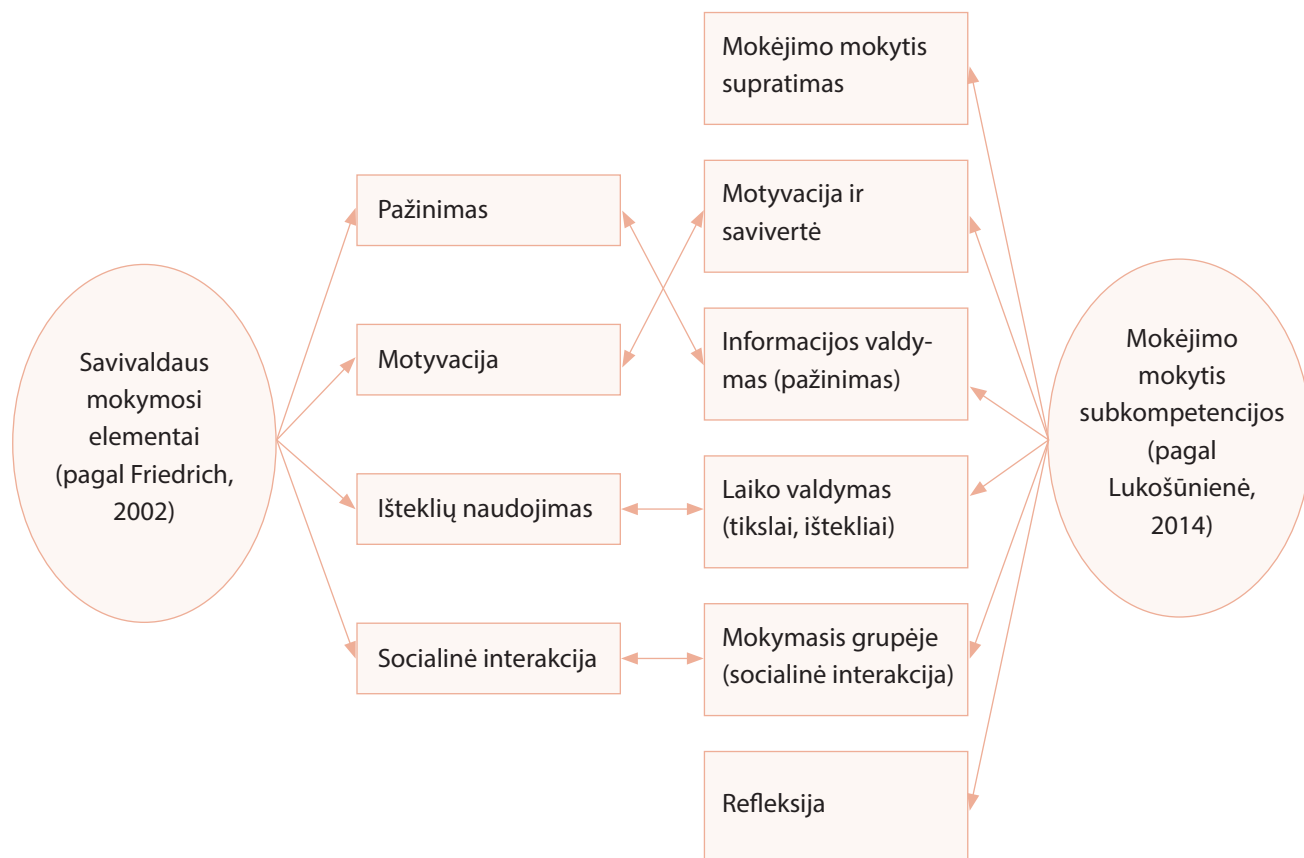 Savivaldaus
mokymosi
elementai
(pagal Friedrich,
2002)
Pažinimas
Motyvacija
Išteklių naudojimas
Socialinė interakcija
Mokėjimo mokytis
supratimas
Motyvacija ir
savivertė
Informacijos valdy-
mas (pažinimas)
Laiko valdymas
(tikslai, ištekliai)
Mokymasis grupėje
(socialinė interakcija)
Refleksija
Mokėjimo
mokytis
subkompetencijos
(pagal
Lukošūnienė,
2014)